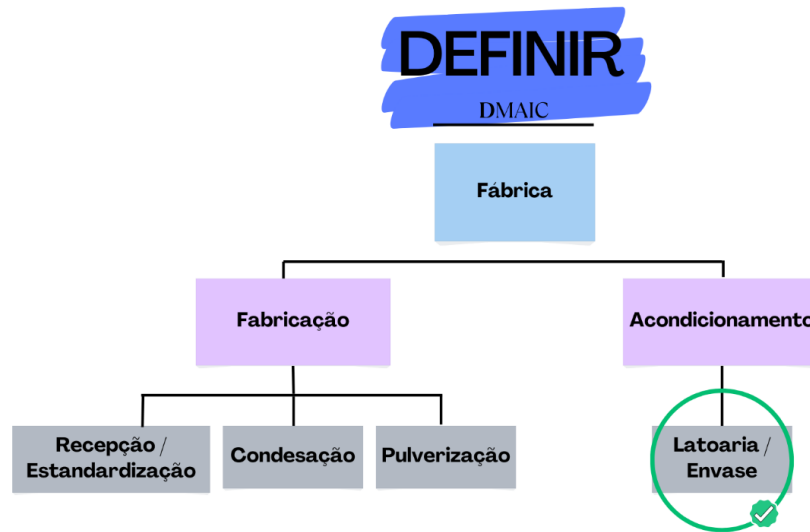 DEFINIR
DMAIC
Fábrica
Fabricação
Acondicionamento
Recepção /
Estandardização
Condesação
Pulverização
Latoaria /
Envase